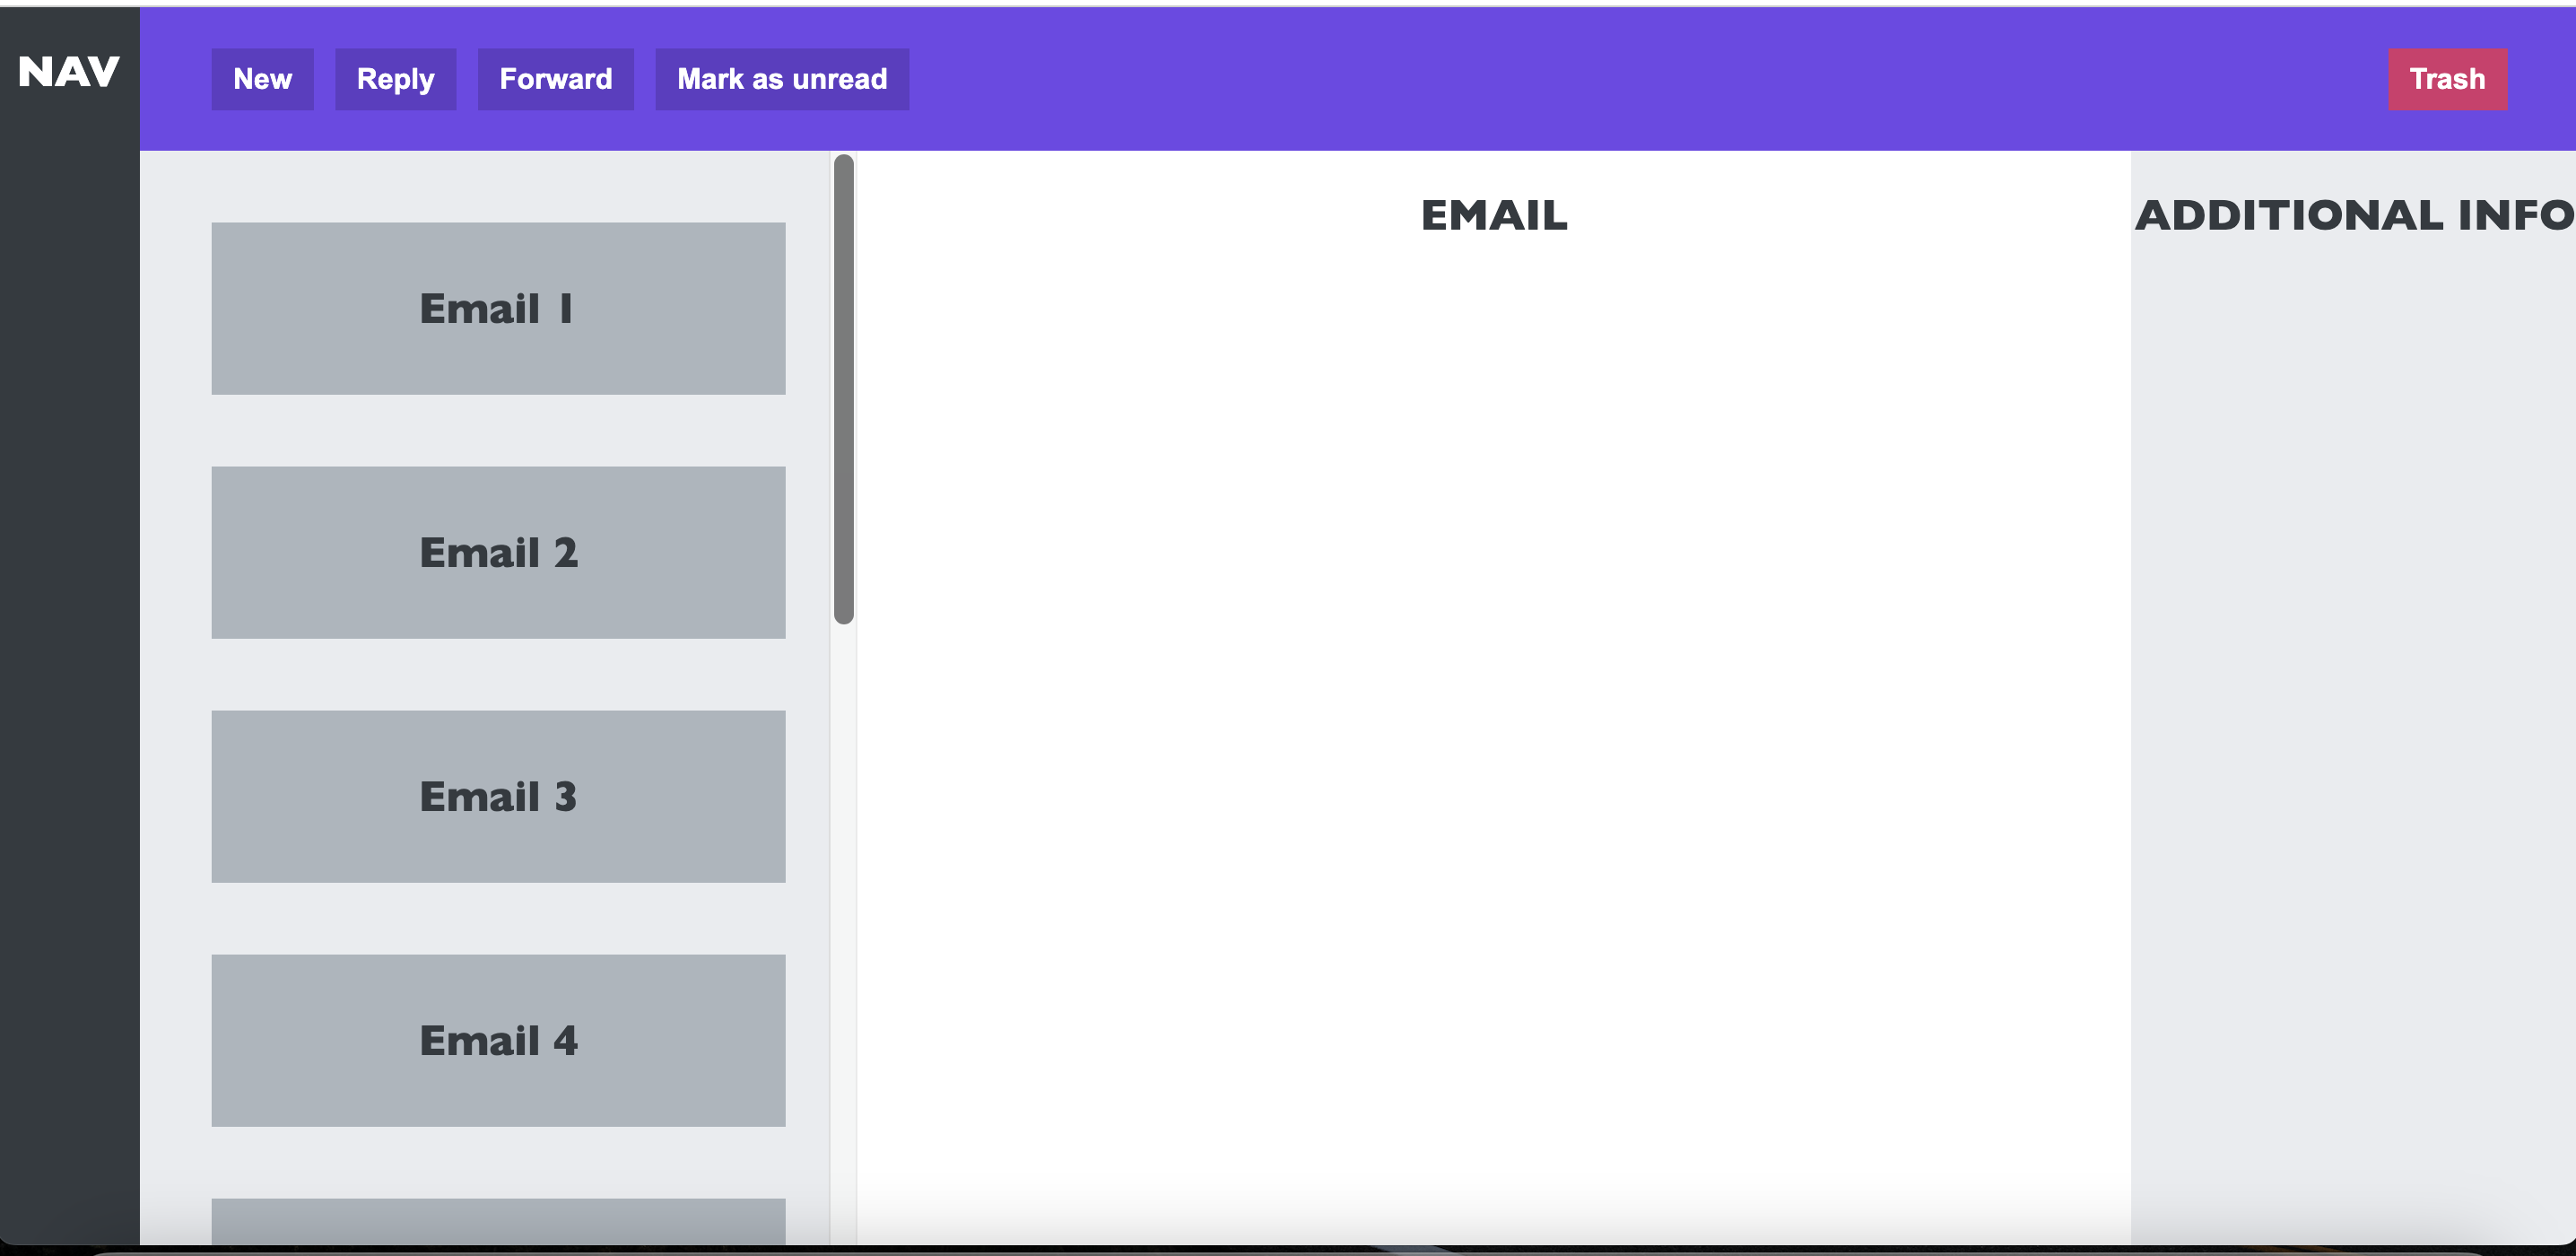 NAV
New
Reply
Forward
Mark as unread
Trash
Email 1
Email 2
Email 3
Email 4
EMAIL
ADDITIONAL INFO